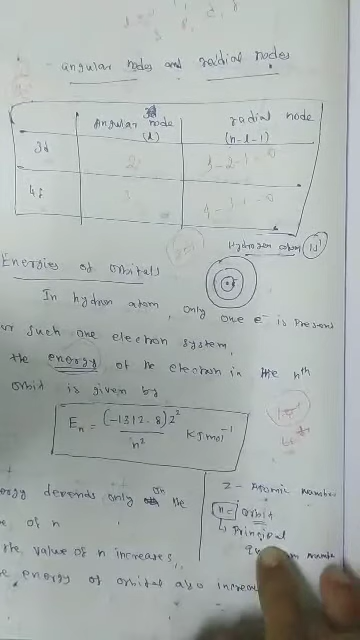 angular nodes and radial nodes
Angular node (l)
radial node (n-l-1)
3d 2 3-2-1=0
4f 3 4-3-1=0
Hydrogen atom
Energies of orbitals
In hydron atom, only one e⁻ is Present
such one electron system,
the energy of the electron in the nth
orbit is given by
En = (-1312.8)z²/n² KJ mol⁻¹
depends only on the
of n
the value of n increases,
energy of orbital also
Z - Atomic number
n = orbit
↳ Principal
number